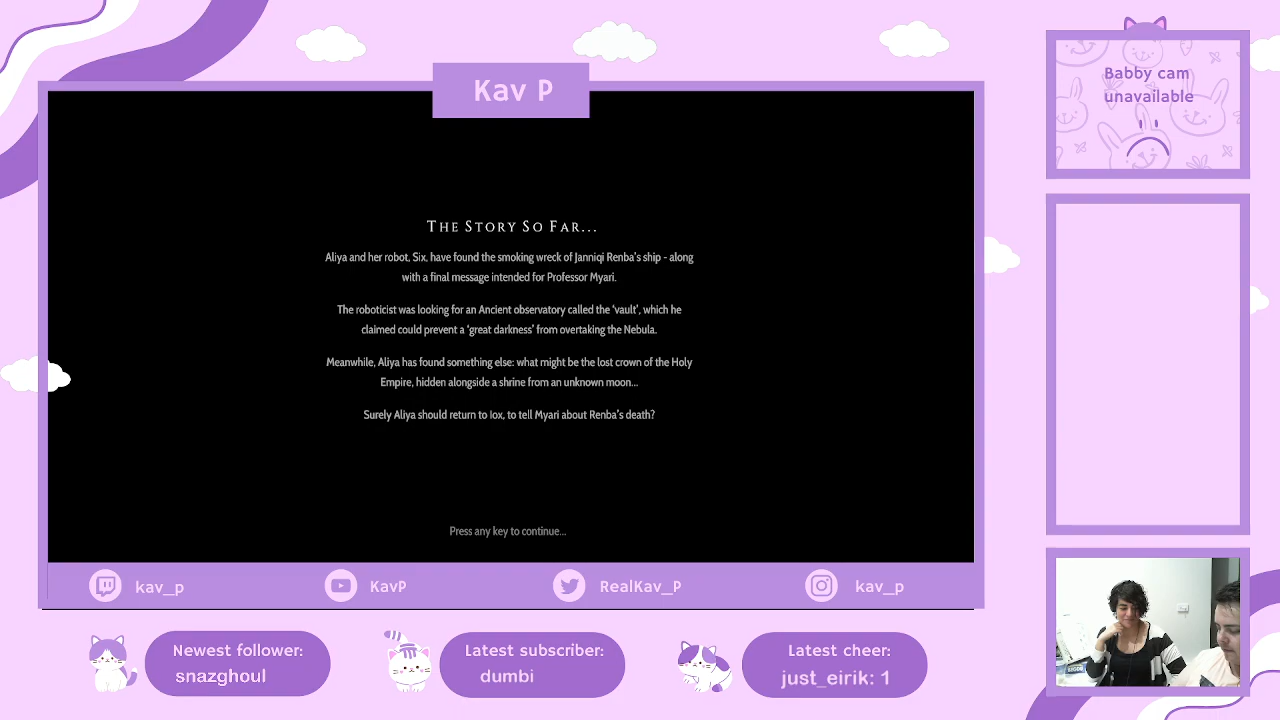 Kav P
Babby cam
unavailable
The Story So Far...
Aliya and her robot, Six, have found the smoking wreck of Janniqi Renba's ship - along
with a final message intended for Professor Myari.
The roboticist was looking for an Ancient observatory called the 'vault', which he
claimed could prevent a 'great darkness' from overtaking the Nebula.
Meanwhile, Aliya has found something else: what might be the lost crown of the Holy
Empire, hidden alongside a shrine from an unknown moon...
Surely Aliya should return to Iox, to tell Myari about Renba's death?
Press any key to continue...
kav_p
KavP
RealKav_P
kav_p
Newest follower:
snazghoul
Latest subscriber:
dumbi
Latest cheer:
just_eirik: 1